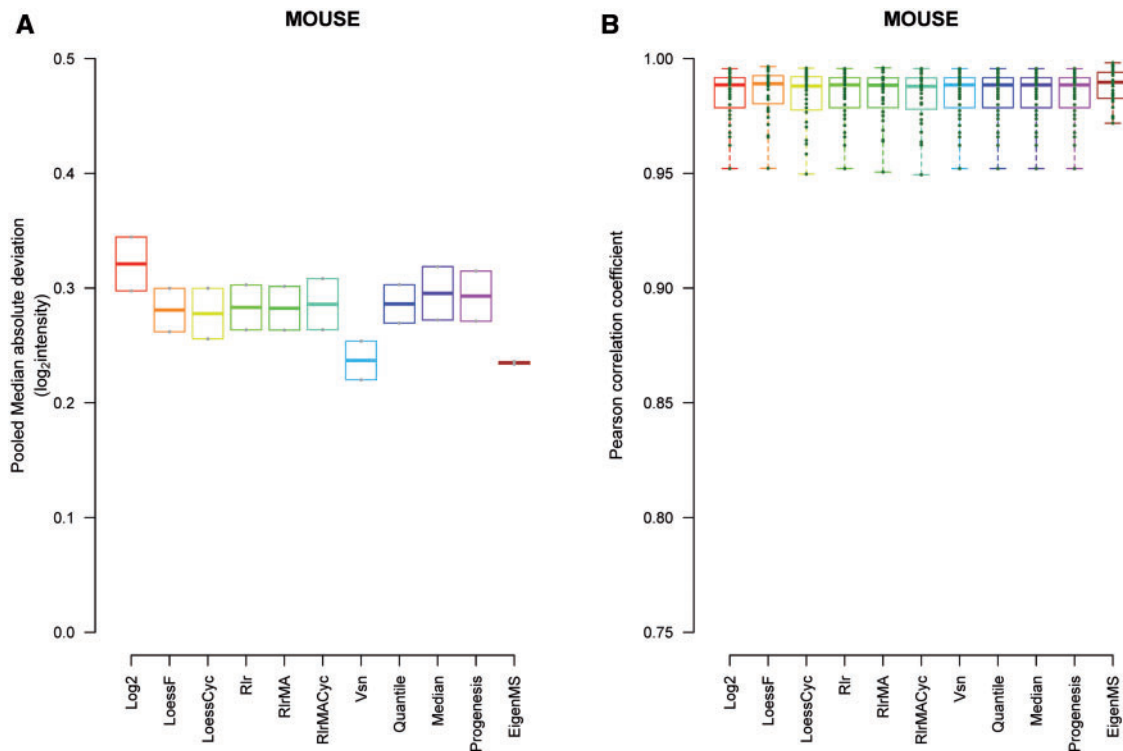 A
MOUSE
Pooled Median absolute deviation
(log₂intensity)
0.5
0.4
0.3
0.2
0.1
0.0
Log2
LoessF
LoessCyc
Rlr
RlrMA
RlrMACyc
Vsn
Quantile
Median
Progenesis
EigenMS
B
MOUSE
Pearson correlation coefficient
1.00
0.95
0.90
0.85
0.80
0.75
Log2
LoessF
LoessCyc
Rlr
RlrMA
RlrMACyc
Vsn
Quantile
Median
Progenesis
EigenMS